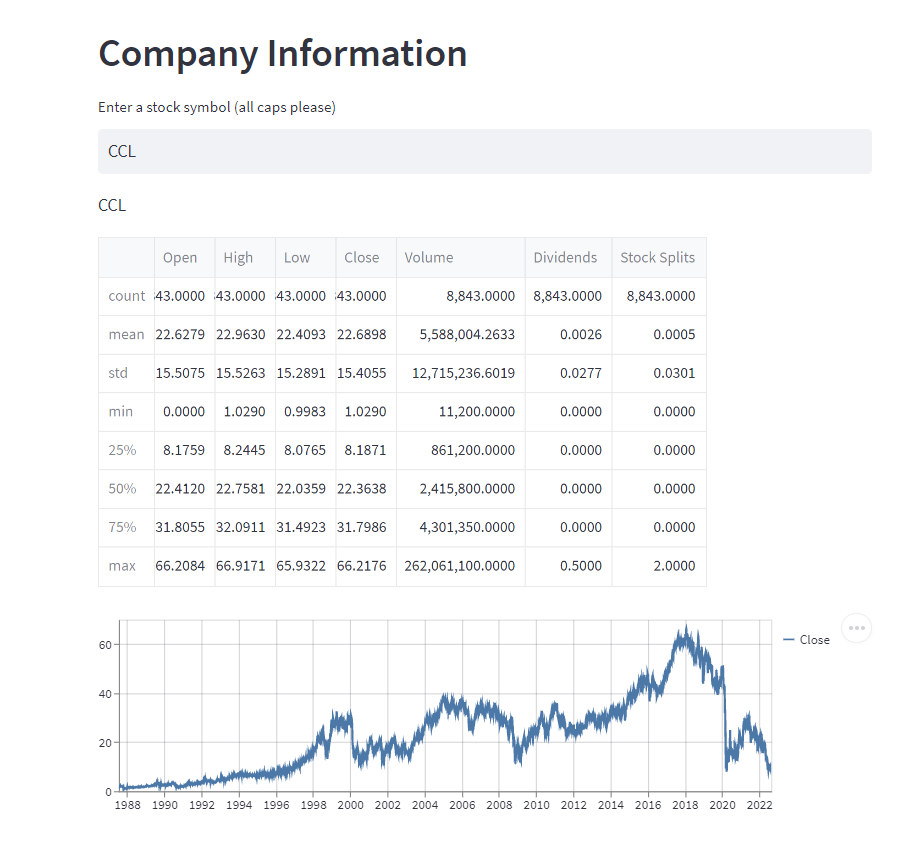 Company Information
Enter a stock symbol (all caps please)
CCL
CCL
Open High Low Close Volume Dividends Stock Splits
count 43.0000 43.0000 43.0000 43.0000 8,843.0000 8,843.0000 8,843.0000
mean 22.6279 22.9630 22.4093 22.6898 5,588,004.2633 0.0026 0.0005
std 15.5075 15.5263 15.2891 15.4055 12,715,236.6019 0.0277 0.0301
min 0.0000 1.0290 0.9983 1.0290 11,200.0000 0.0000 0.0000
25% 8.1759 8.2445 8.0765 8.1871 861,200.0000 0.0000 0.0000
50% 22.4120 22.7581 22.0359 22.3638 2,415,800.0000 0.0000 0.0000
75% 31.8055 32.0911 31.4923 31.7986 4,301,350.0000 0.0000 0.0000
max 66.2084 66.9171 65.9322 66.2176 262,061,100.0000 0.5000 2.0000
Close
60
40
20
0
1988 1990 1992 1994 1996 1998 2000 2002 2004 2006 2008 2010 2012 2014 2016 2018 2020 2022